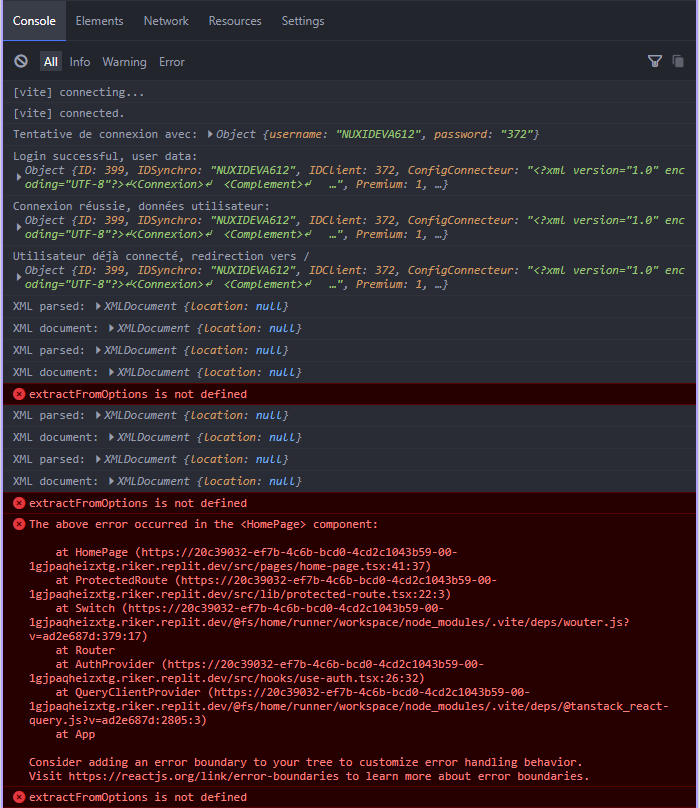 Console Elements Network Resources Settings
All Info Warning Error
[vite] connecting...
[vite] connected.
Tentative de connexion avec: ▶ Object {username: "NUXIDEVA612", password: "372"}
Login successful, user data:
▶ Object {ID: 399, IDSynchro: "NUXIDEVA612", IDClient: 372, ConfigConnecteur: "<?xml version="1.0" enc
oding="UTF-8"?>↵<Connexion>↵ <Complement>↵ …", Premium: 1, …}
Connexion réussie, données utilisateur:
▶ Object {ID: 399, IDSynchro: "NUXIDEVA612", IDClient: 372, ConfigConnecteur: "<?xml version="1.0" enc
oding="UTF-8"?>↵<Connexion>↵ <Complement>↵ …", Premium: 1, …}
Utilisateur déjà connecté, redirection vers /
▶ Object {ID: 399, IDSynchro: "NUXIDEVA612", IDClient: 372, ConfigConnecteur: "<?xml version="1.0" enc
oding="UTF-8"?>↵<Connexion>↵ <Complement>↵ …", Premium: 1, …}
XML parsed: ▶ XMLDocument {location: null}
XML document: ▶ XMLDocument {location: null}
XML parsed: ▶ XMLDocument {location: null}
XML document: ▶ XMLDocument {location: null}
extractFromOptions is not defined
XML parsed: ▶ XMLDocument {location: null}
XML document: ▶ XMLDocument {location: null}
XML parsed: ▶ XMLDocument {location: null}
XML document: ▶ XMLDocument {location: null}
extractFromOptions is not defined
The above error occurred in the <HomePage> component:
at HomePage (https://20c39032-ef7b-4c6b-bcd0-4cd2c1043b59-00-
1gjpaqheizxtg.riker.replit.dev/src/pages/home-page.tsx:41:37)
at ProtectedRoute (https://20c39032-ef7b-4c6b-bcd0-4cd2c1043b59-00-
1gjpaqheizxtg.riker.replit.dev/src/lib/protected-route.tsx:22:3)
at Switch (https://20c39032-ef7b-4c6b-bcd0-4cd2c1043b59-00-
1gjpaqheizxtg.riker.replit.dev/@fs/home/runner/workspace/node_modules/.vite/deps/wouter.js?
v=ad2e687d:379:17)
at Router
at AuthProvider (https://20c39032-ef7b-4c6b-bcd0-4cd2c1043b59-00-
1gjpaqheizxtg.riker.replit.dev/src/hooks/use-auth.tsx:26:32)
at QueryClientProvider (https://20c39032-ef7b-4c6b-bcd0-4cd2c1043b59-00-
1gjpaqheizxtg.riker.replit.dev/@fs/home/runner/workspace/node_modules/.vite/deps/@tanstack_react-
query.js?v=ad2e687d:2805:3)
at App
Consider adding an error boundary to your tree to customize error handling behavior.
Visit https://reactjs.org/link/error-boundaries to learn more about error boundaries.
extractFromOptions is not defined